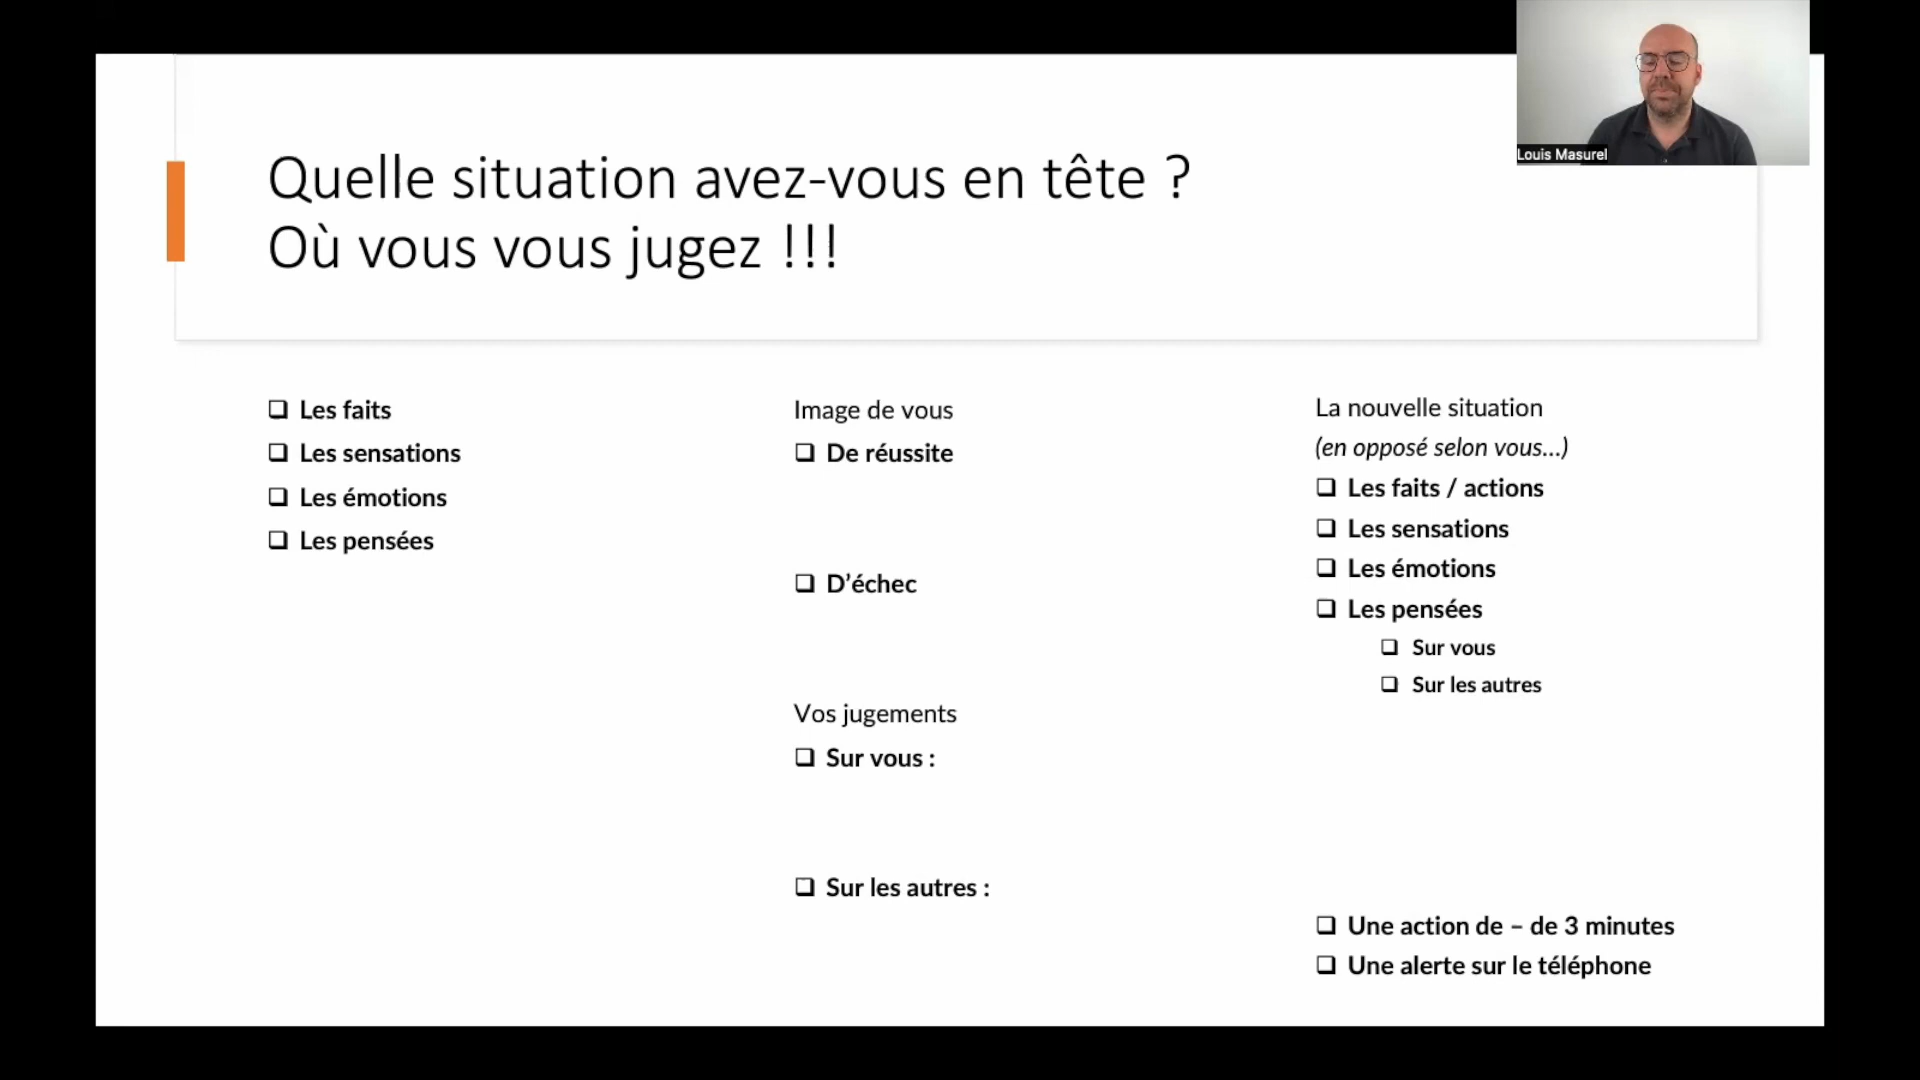 Louis Masurel
Quelle situation avez-vous en tête ?
Où vous vous jugez !!!
Les faits
Les sensations
Les émotions
Les pensées
Image de vous
De réussite
D’échec
Vos jugements
Sur vous :
Sur les autres :
La nouvelle situation
(en opposé selon vous...)
Les faits / actions
Les sensations
Les émotions
Les pensées
Sur vous
Sur les autres
Une action de – de 3 minutes
Une alerte sur le téléphone